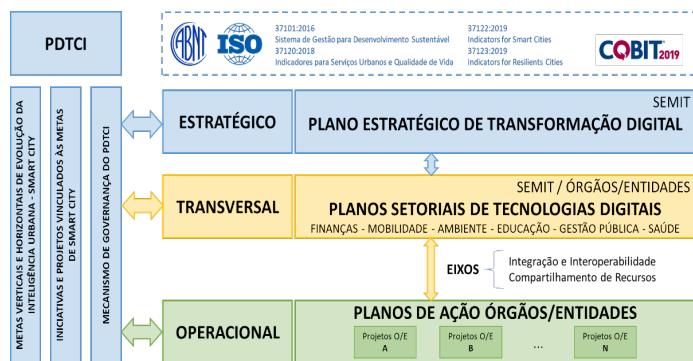 PDTCI
ABNT
ISO
37101:2016
Sistema de Gestão para Desenvolvimento Sustentável
37120:2018
Indicadores para Serviços Urbanos e Qualidade de Vida
37122:2019
Indicators for Smart Cities
37123:2019
Indicators for Resilients Cities
COBIT 2019
METAS VERTICAIS E HORIZONTAIS DE EVOLUÇÃO DA
INTELIGÊNCIA URBANA - SMART CITY
INICIATIVAS E PROJETOS VINCULADOS ÀS METAS
DE SMART CITY
MECANISMO DE GOVERNANÇA DO PDTCI
ESTRATÉGICO
SEMIT
PLANO ESTRATÉGICO DE TRANSFORMAÇÃO DIGITAL
TRANSVERSAL
SEMIT / ÓRGÃOS/ENTIDADES
PLANOS SETORIAIS DE TECNOLOGIAS DIGITAIS
FINANÇAS - MOBILIDADE - AMBIENTE - EDUCAÇÃO - GESTÃO PÚBLICA - SAÚDE
EIXOS
Integração e Interoperabilidade
Compartilhamento de Recursos
OPERACIONAL
PLANOS DE AÇÃO ÓRGÃOS/ENTIDADES
Projetos O/E
A
Projetos O/E
B
...
Projetos O/E
N